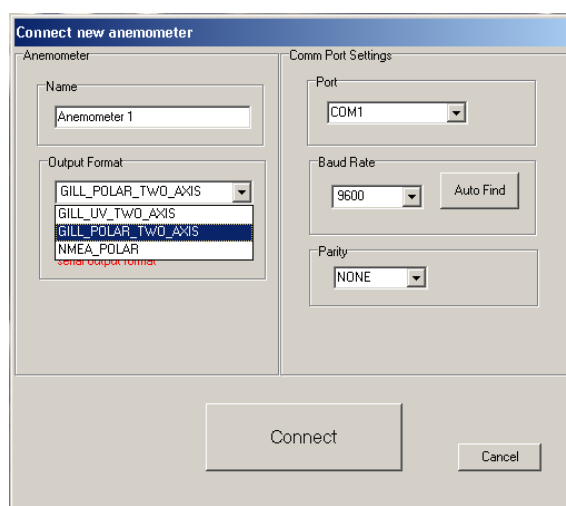 Connect new anemometer
Anemometer
Name
Anemometer 1
Output Format
GILL_POLAR_TWO_AXIS
GILL_UV_TWO_AXIS
GILL_POLAR_TWO_AXIS
NMEA_POLAR
serial output format
Comm Port Settings
Port
COM1
Baud Rate
9600
Auto Find
Parity
NONE
Connect
Cancel